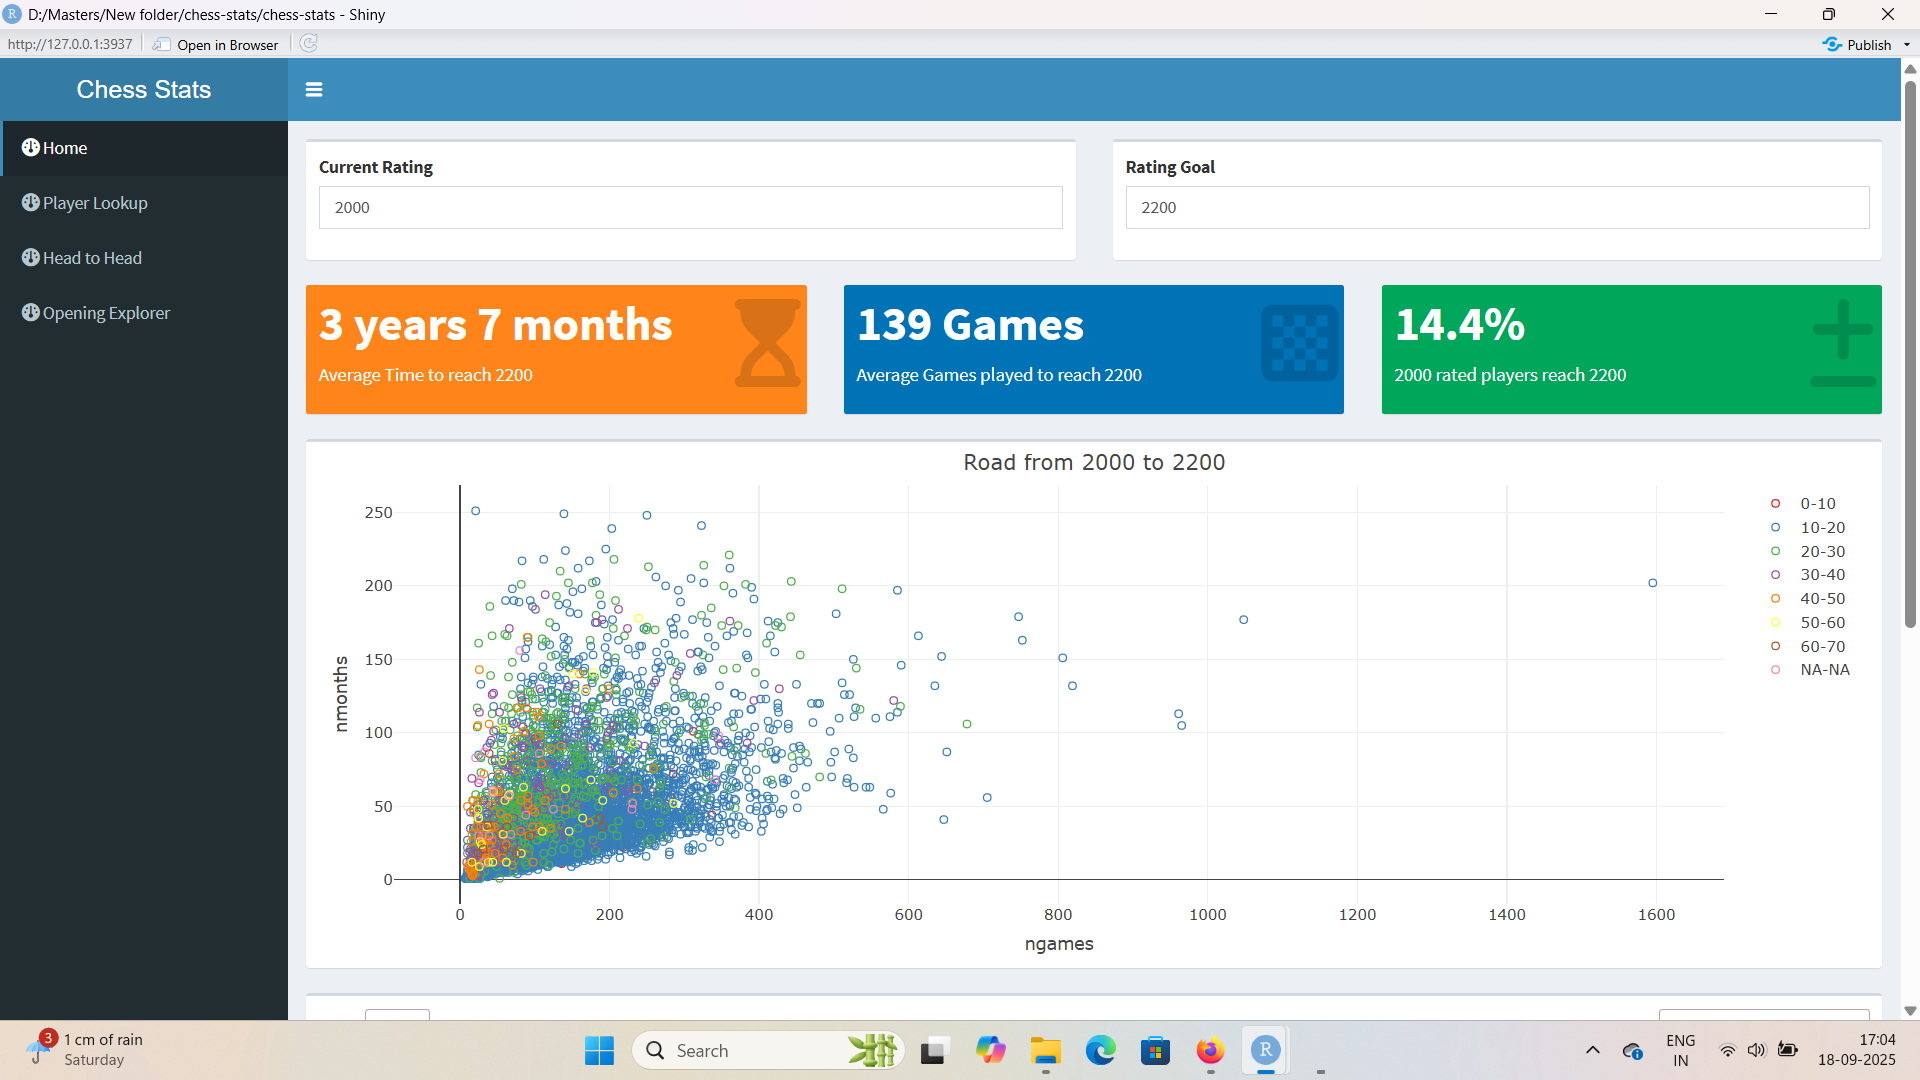 D:/Masters/New folder/chess-stats/chess-stats - Shiny
http://127.0.0.1:3937
Open in Browser
Publish
Chess Stats
Home
Player Lookup
Head to Head
Opening Explorer
Current Rating
2000
Rating Goal
2200
3 years 7 months
Average Time to reach 2200
139 Games
Average Games played to reach 2200
14.4%
2000 rated players reach 2200
Road from 2000 to 2200
250
200
150
100
50
0
nmonths
0 200 400 600 800 1000 1200 1400 1600
ngames
0-10
10-20
20-30
30-40
40-50
50-60
60-70
NA-NA
3
1 cm of rain
Saturday
Search
R
ENG
IN
17:04
18-09-2025